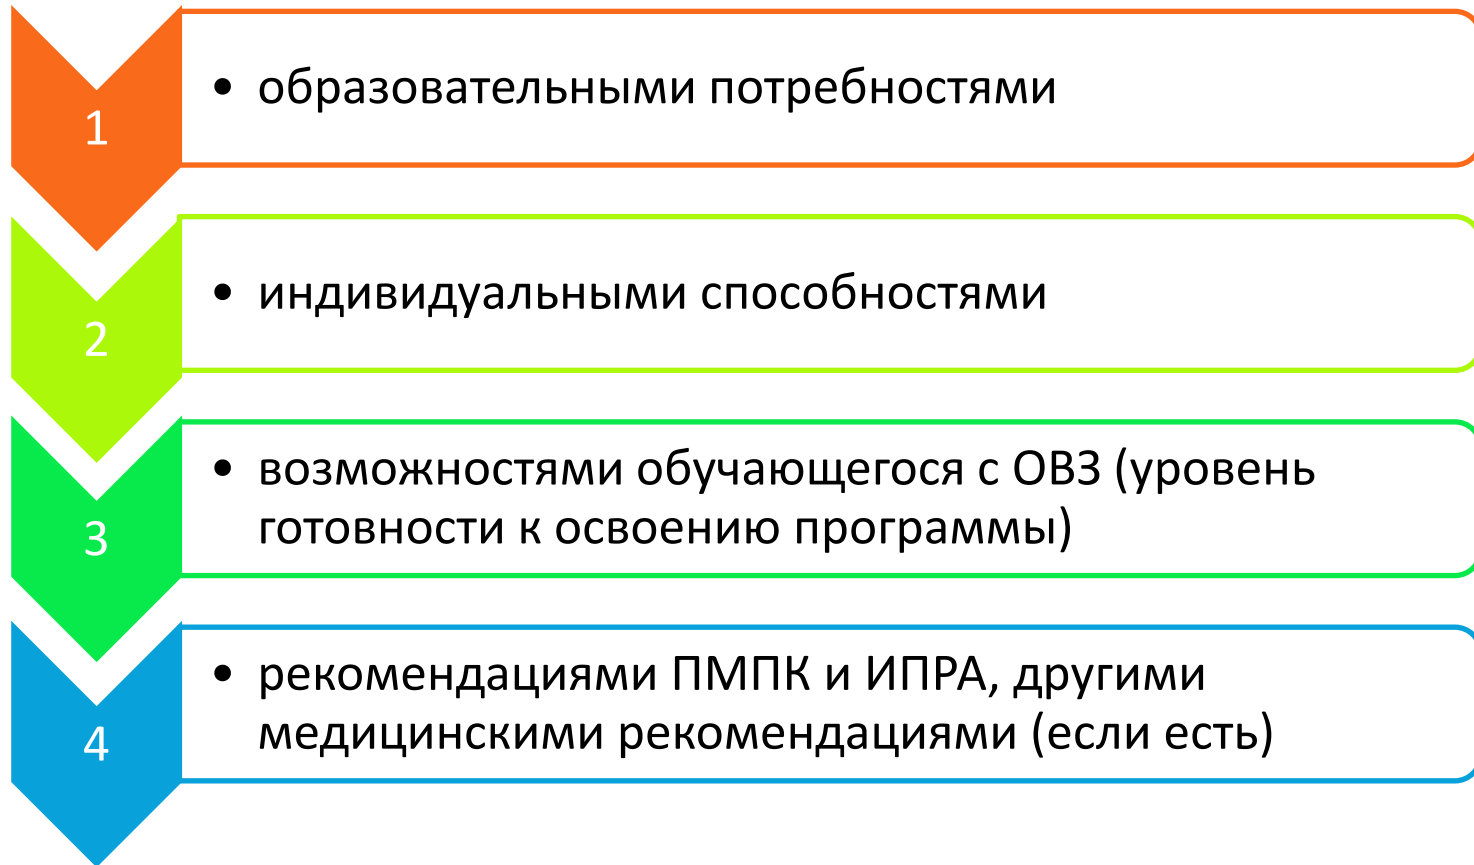 1
• образовательными потребностями
2
• индивидуальными способностями
3
• возможностями обучающегося с ОВЗ (уровень
готовности к освоению программы)
4
• рекомендациями ПМПК и ИПРА, другими
медицинскими рекомендациями (если есть)